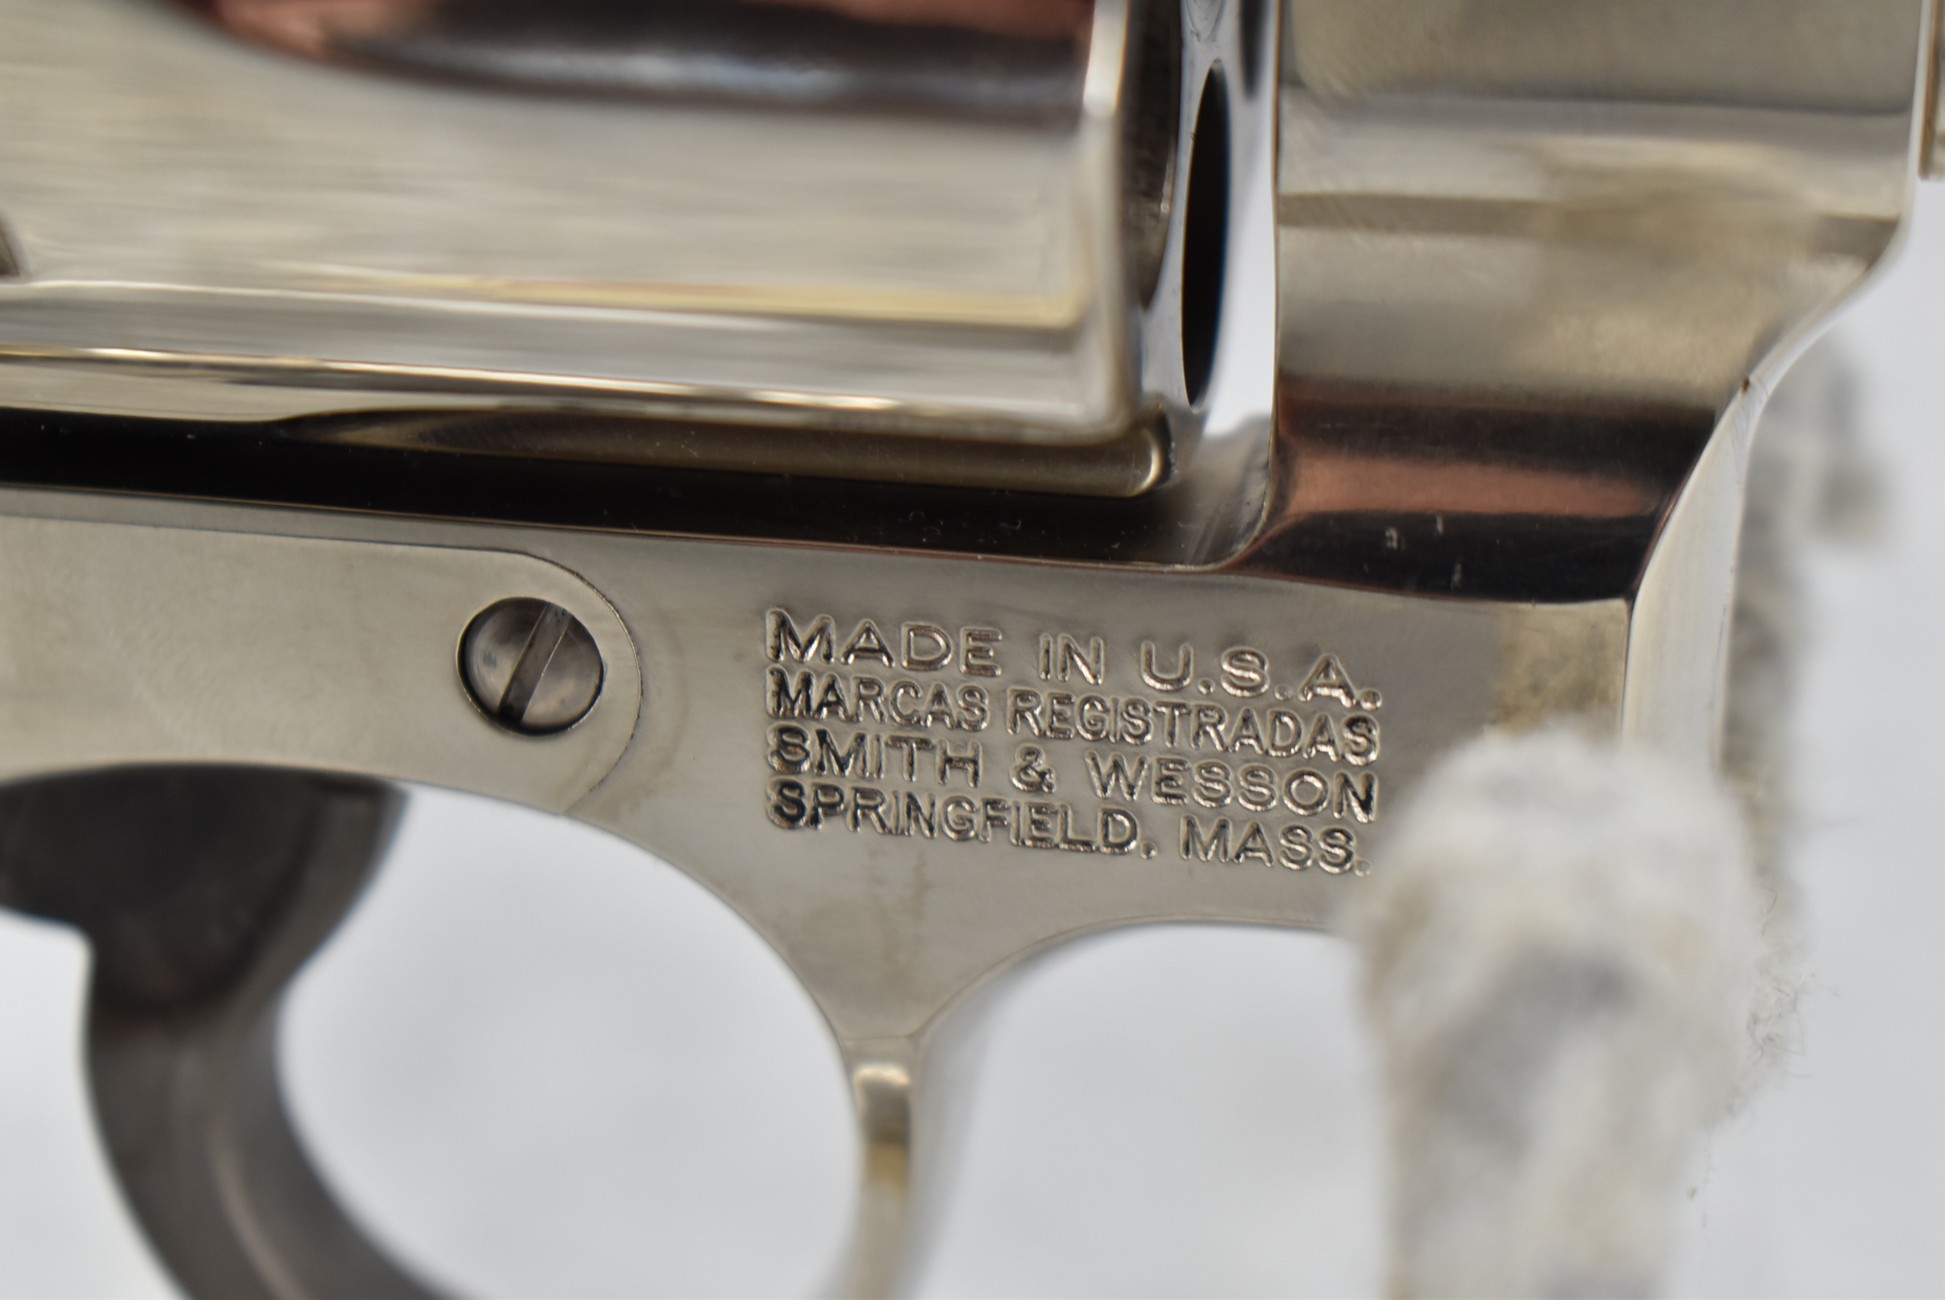 MADE IN U.S.A.
MARCAS REGISTRADAS
SMITH & WESSON
SPRINGFIELD, MASS.